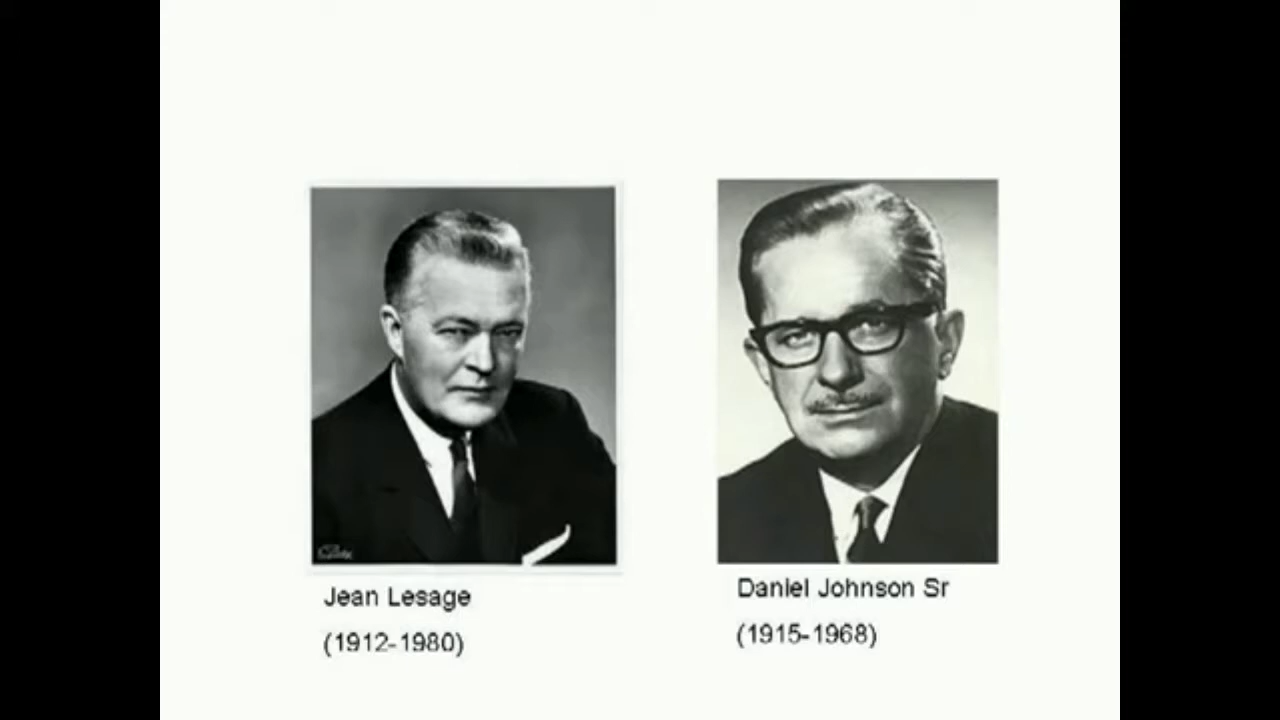 Jean Lesage
(1912-1980)
Daniel Johnson Sr
(1915-1968)